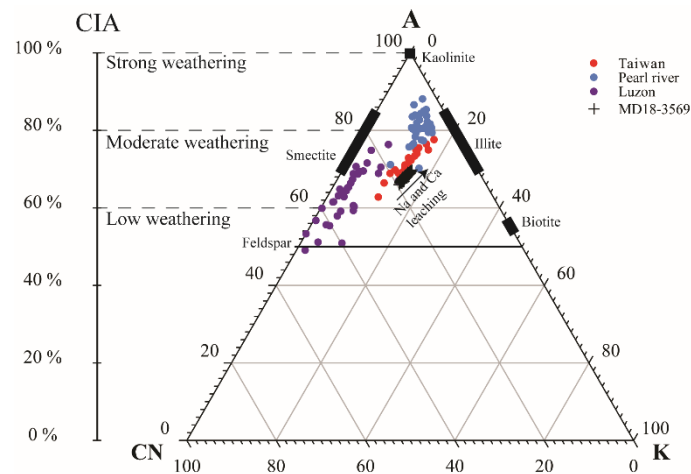 CIA
A
100 %
100
0
Kaolinite
Strong weathering
Taiwan
Pearl river
Luzon
MD18-3569
80 %
80
20
Moderate weathering
Smectite
Illite
60 %
60
40
Low weathering
Na and Ca
leaching
Biotite
Feldspar
40 %
40
60
20 %
20
80
0 %
0
100
CN
K
100
80
60
40
20
0